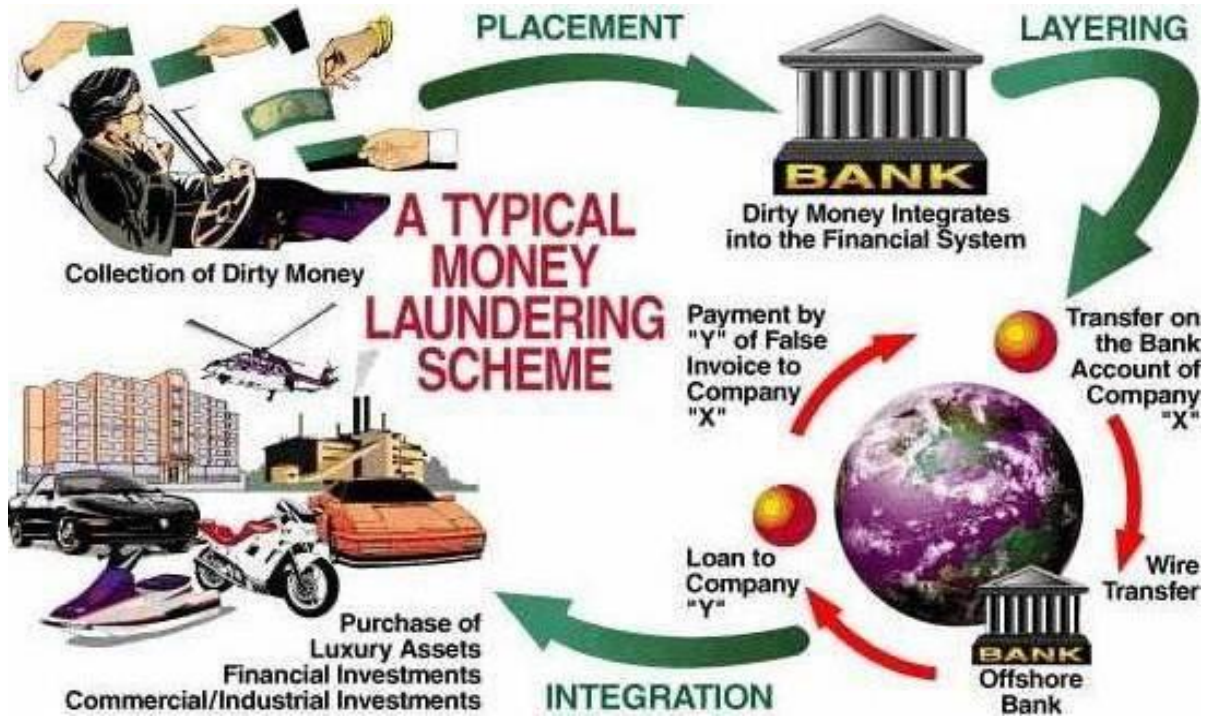 PLACEMENT
LAYERING
BANK
Dirty Money Integrates
into the Financial System
Collection of Dirty Money
A TYPICAL
MONEY
LAUNDERING
SCHEME
Payment by
"Y" of False
Invoice to
Company
"X"
Transfer on
the Bank
Account of
Company
"X"
Loan to
Company
"Y"
Wire
Transfer
BANK
Offshore
Bank
Purchase of
Luxury Assets
Financial Investments
Commercial/Industrial Investments
INTEGRATION